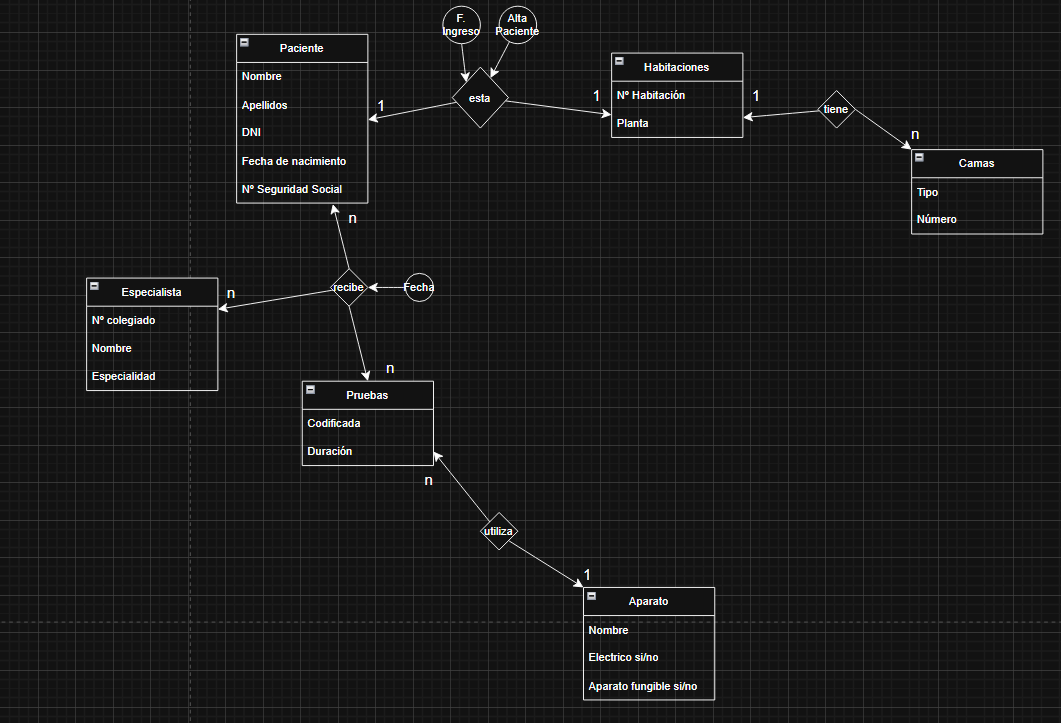 F.
Ingreso
Alta
Paciente
Paciente
Nombre
Apellidos
DNI
Fecha de nacimiento
Nº Seguridad Social
esta
1
1
Habitaciones
Nº Habitación
Planta
1
tiene
n
Camas
Tipo
Número
n
recibe
Fecha
n
Especialista
Nº colegiado
Nombre
Especialidad
n
Pruebas
Codificada
Duración
n
utiliza
1
Aparato
Nombre
Electrico si/no
Aparato fungible si/no